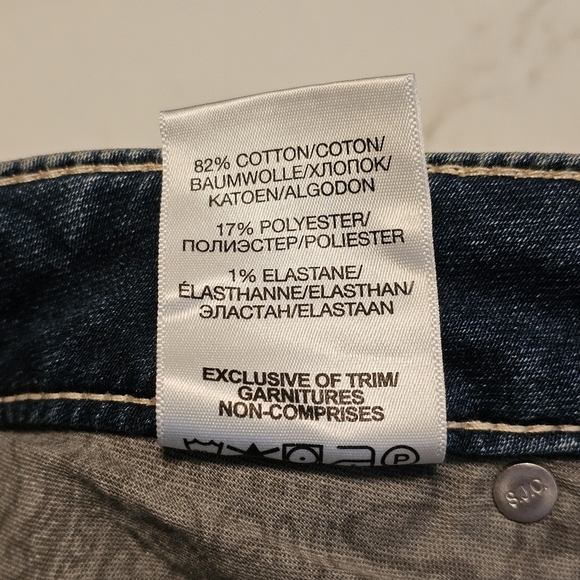 82% COTTON/COTON/
BAUMWOLLE/ХЛОПОК/
KATOEN/ALGODON
17% POLYESTER/
ПОЛИЭСТЕР/POLIESTER
1% ELASTANE/
ÉLASTHANNE/ELASTHAN/
ЭЛАСТАН/ELASTAAN
EXCLUSIVE OF TRIM/
GARNITURES
NON-COMPRISES
P
S.J.C.